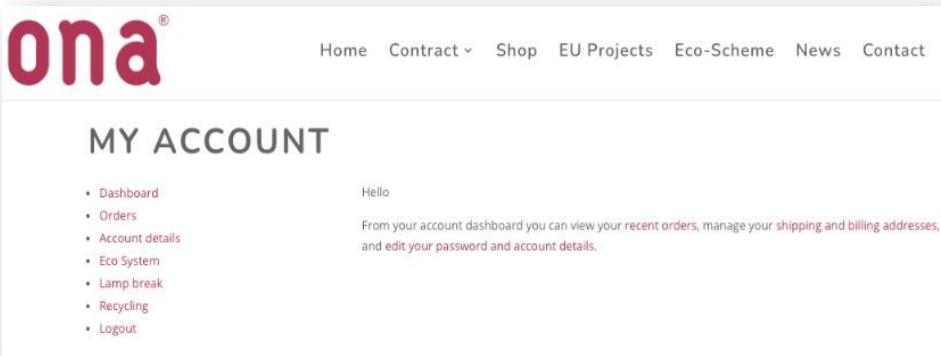 ona®
Home Contract Shop EU Projects Eco-Scheme News Contact
MY ACCOUNT
Dashboard
Orders
Account details
Eco System
Lamp break
Recycling
Logout
Hello
From your account dashboard you can view your recent orders, manage your shipping and billing addresses,
and edit your password and account details.